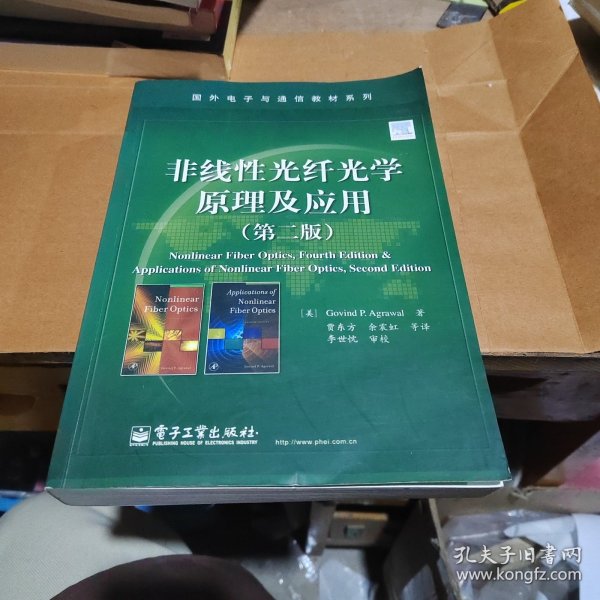 国外电子与通信教材系列
非线性光纤光学
原理及应用
（第二版）
Nonlinear Fiber Optics, Fourth Edition &
Applications of Nonlinear Fiber Optics, Second Edition
Nonlinear
Fiber Optics
Govind P. Agrawal
Applications of
Nonlinear
Fiber Optics
Govind P. Agrawal
[美] Govind P. Agrawal 著
贾东方 余震虹 等译
李世忱 审校
電子工業出版社·
PUBLISHING HOUSE OF ELECTRONICS INDUSTRY
http://www.phei.com.cn
孔夫子旧书网
www.kongfz.com